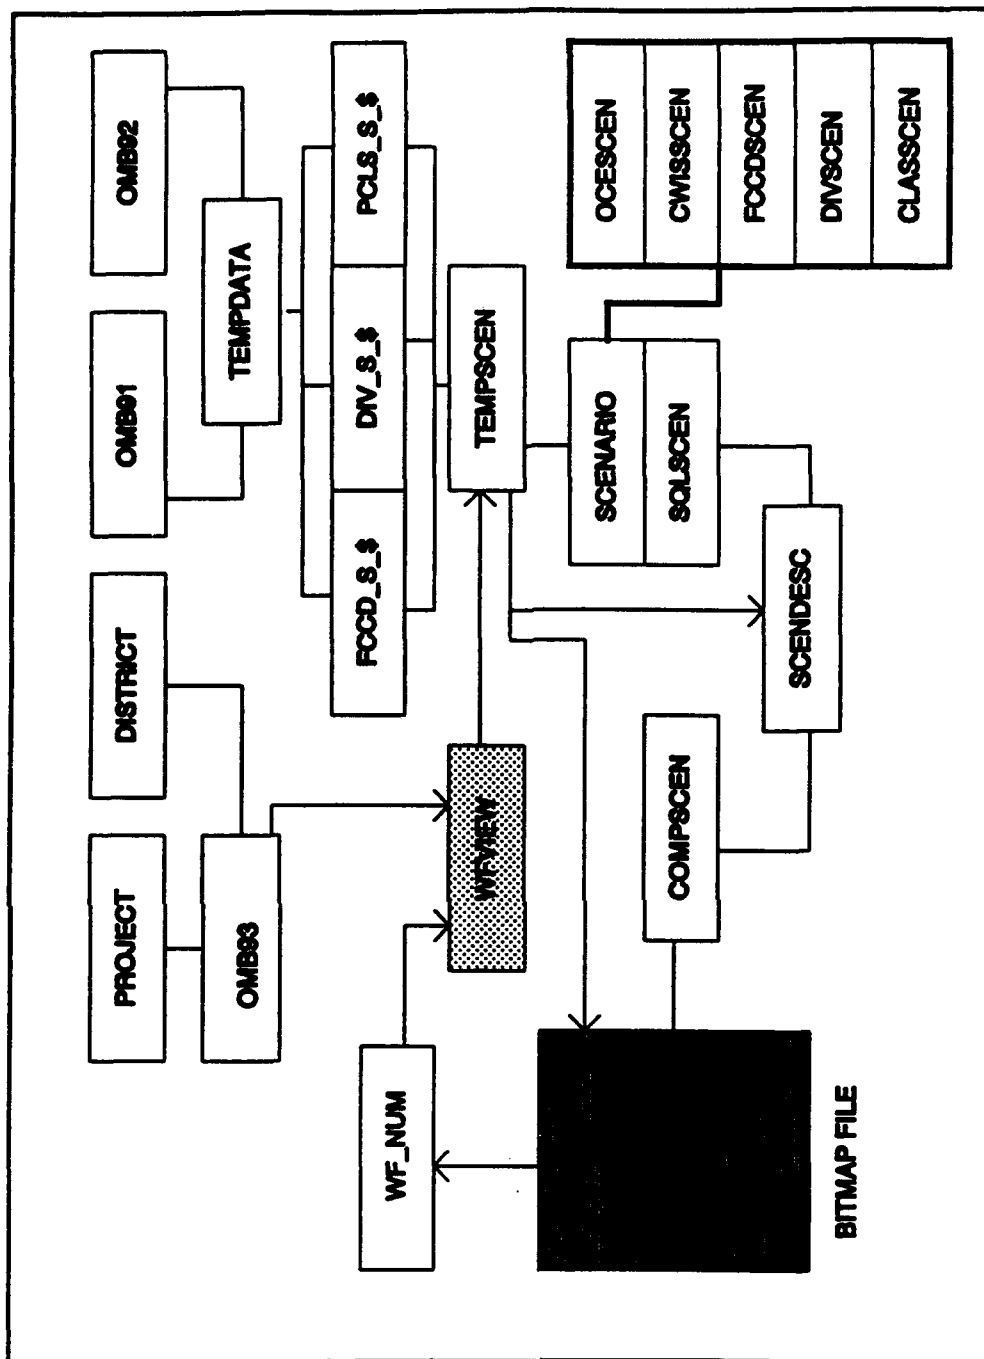 PROJECT
DISTRICT
OMB91
OMB92
OMB93
TEMPDATA
FCCD_S_$
DIV_S_$
PCLS_S_$
WF_NUM
WFVIEW
TEMPSCEN
SCENARIO
SQLSCEN
OCESCEN
CWISSCEN
FCCDSCEN
DIVSCEN
CLASSCEN
COMPSCEN
SCENDESC
BITMAP FILE